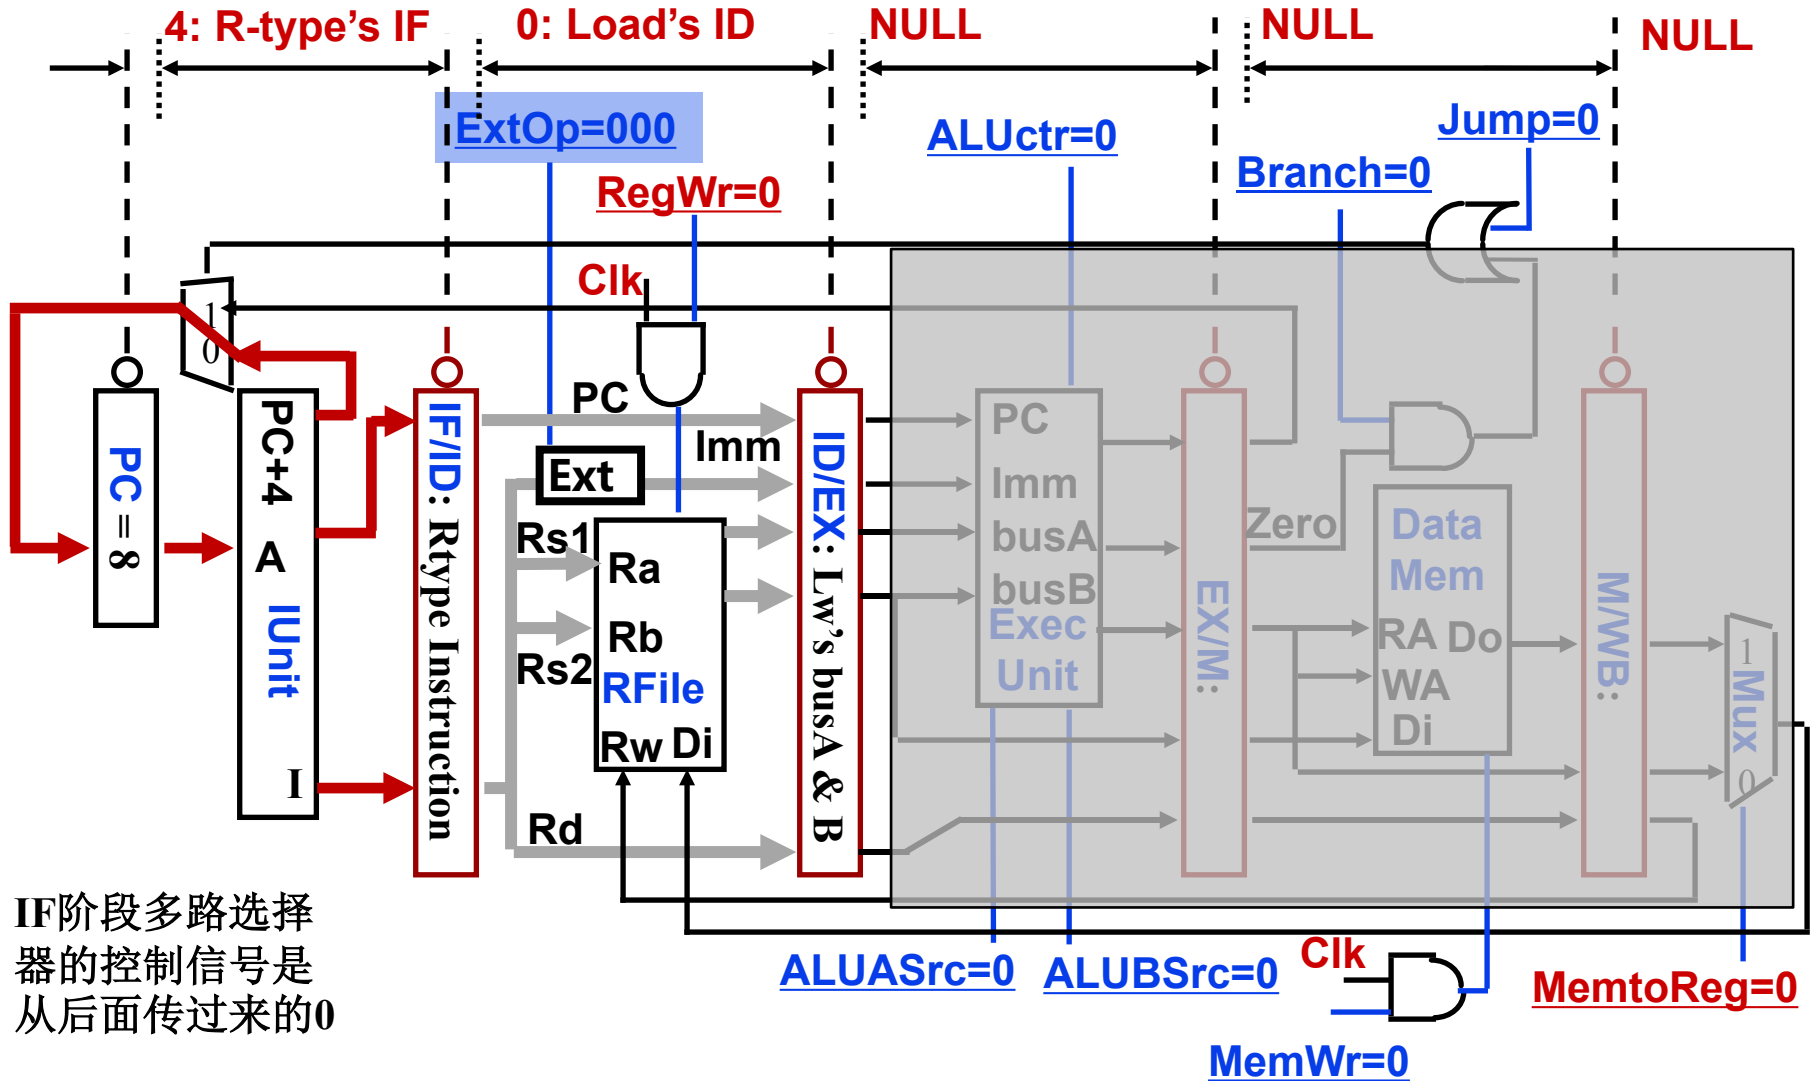 4: R-type's IF
0: Load's ID
NULL
NULL
NULL
ExtOp=000
ALUctr=0
Jump=0
Branch=0
RegWr=0
Clk
1
0
PC = 8
PC+4
A
IUnit
I
IF/ID: Rtype Instruction
PC
Imm
Ext
Rs1
Rs2
Ra
Rb
RFile
Rw Di
Rd
ID/EX: Lw's busA & B
PC
Imm
busA
busB
Exec
Unit
EX/M:
Zero
Data
Mem
RA Do
WA
Di
M/WB:
1
Mux
0
IF阶段多路选择
器的控制信号是
从后面传过来的0
ALUASrc=0
ALUBSrc=0
Clk
MemtoReg=0
MemWr=0